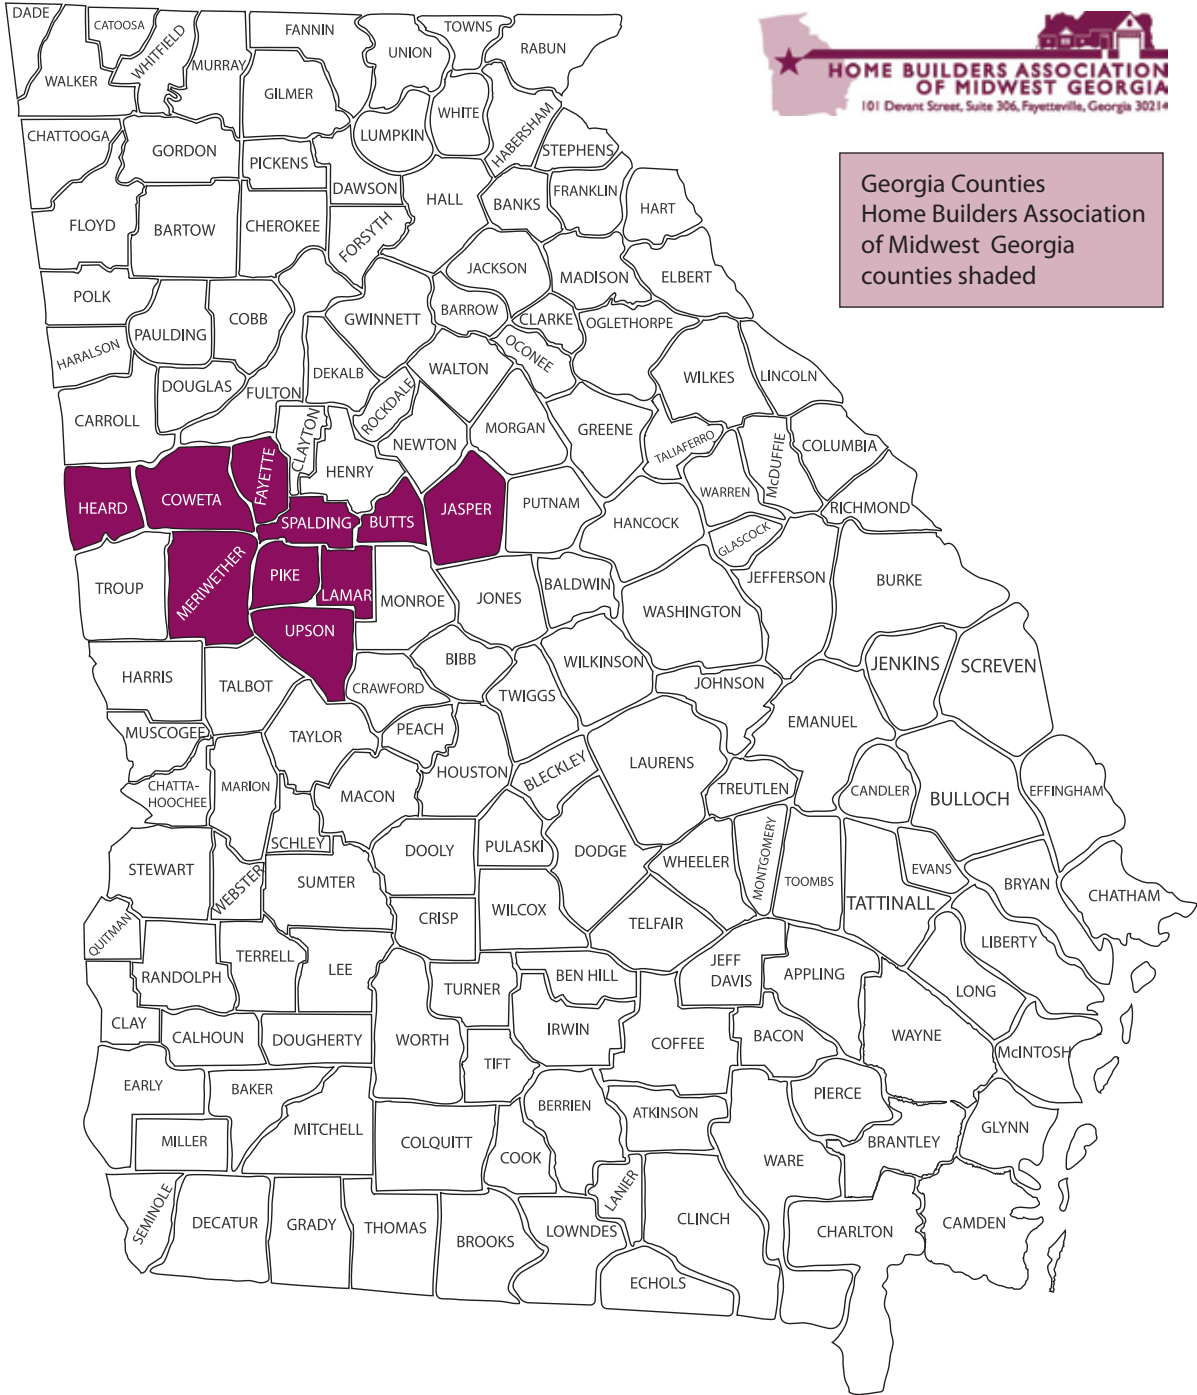 HOME BUILDERS ASSOCIATION
OF MIDWEST GEORGIA
101 Devant Street, Suite 306, Fayetteville, Georgia 30214
Georgia Counties
Home Builders Association
of Midwest Georgia
counties shaded
DADE
CATOOSA
WHITFIELD
MURRAY
FANNIN
UNION
TOWNS
RABUN
WALKER
GILMER
WHITE
HABERSHAM
LUMPKIN
STEPHENS
CHATTOOGA
GORDON
PICKENS
DAWSON
HALL
BANKS
FRANKLIN
HART
FLOYD
BARTOW
CHEROKEE
FORSYTH
JACKSON
MADISON
ELBERT
POLK
PAULDING
COBB
GWINNETT
BARROW
CLARKE
OGLETHORPE
OCONEE
HARALSON
DOUGLAS
FULTON
DEKALB
ROCKDALE
WALTON
WILKES
LINCOLN
CARROLL
CLAYTON
HENRY
NEWTON
MORGAN
GREENE
TALIAFERRO
McDUFFIE
COLUMBIA
HEARD
COWETA
FAYETTE
SPALDING
BUTTS
JASPER
PUTNAM
HANCOCK
WARREN
GLASCOCK
RICHMOND
TROUP
MERIWETHER
PIKE
LAMAR
MONROE
JONES
BALDWIN
WASHINGTON
JEFFERSON
BURKE
UPSON
HARRIS
TALBOT
CRAWFORD
BIBB
TWIGGS
WILKINSON
JOHNSON
JENKINS
SCREVEN
EMANUEL
MUSCOGEE
TAYLOR
PEACH
HOUSTON
BLECKLEY
LAURENS
TREUTLEN
CANDLER
BULLOCH
EFFINGHAM
CHATTA-
HOOCHEE
MARION
MACON
SCHLEY
DOOLY
PULASKI
DODGE
WHEELER
MONTGOMERY
TOOMBS
TATTINALL
EVANS
BRYAN
CHATHAM
STEWART
WEBSTER
SUMTER
CRISP
WILCOX
TELFAIR
LIBERTY
QUITMAN
RANDOLPH
TERRELL
LEE
TURNER
BEN HILL
JEFF
DAVIS
APPLING
LONG
CLAY
CALHOUN
DOUGHERTY
WORTH
TIFT
IRWIN
COFFEE
BACON
WAYNE
McINTOSH
EARLY
BAKER
MITCHELL
COLQUITT
COOK
BERRIEN
ATKINSON
PIERCE
BRANTLEY
GLYNN
MILLER
WARE
SEMINOLE
DECATUR
GRADY
THOMAS
BROOKS
LOWNDES
LANIER
CLINCH
ECHOLS
CHARLTON
CAMDEN